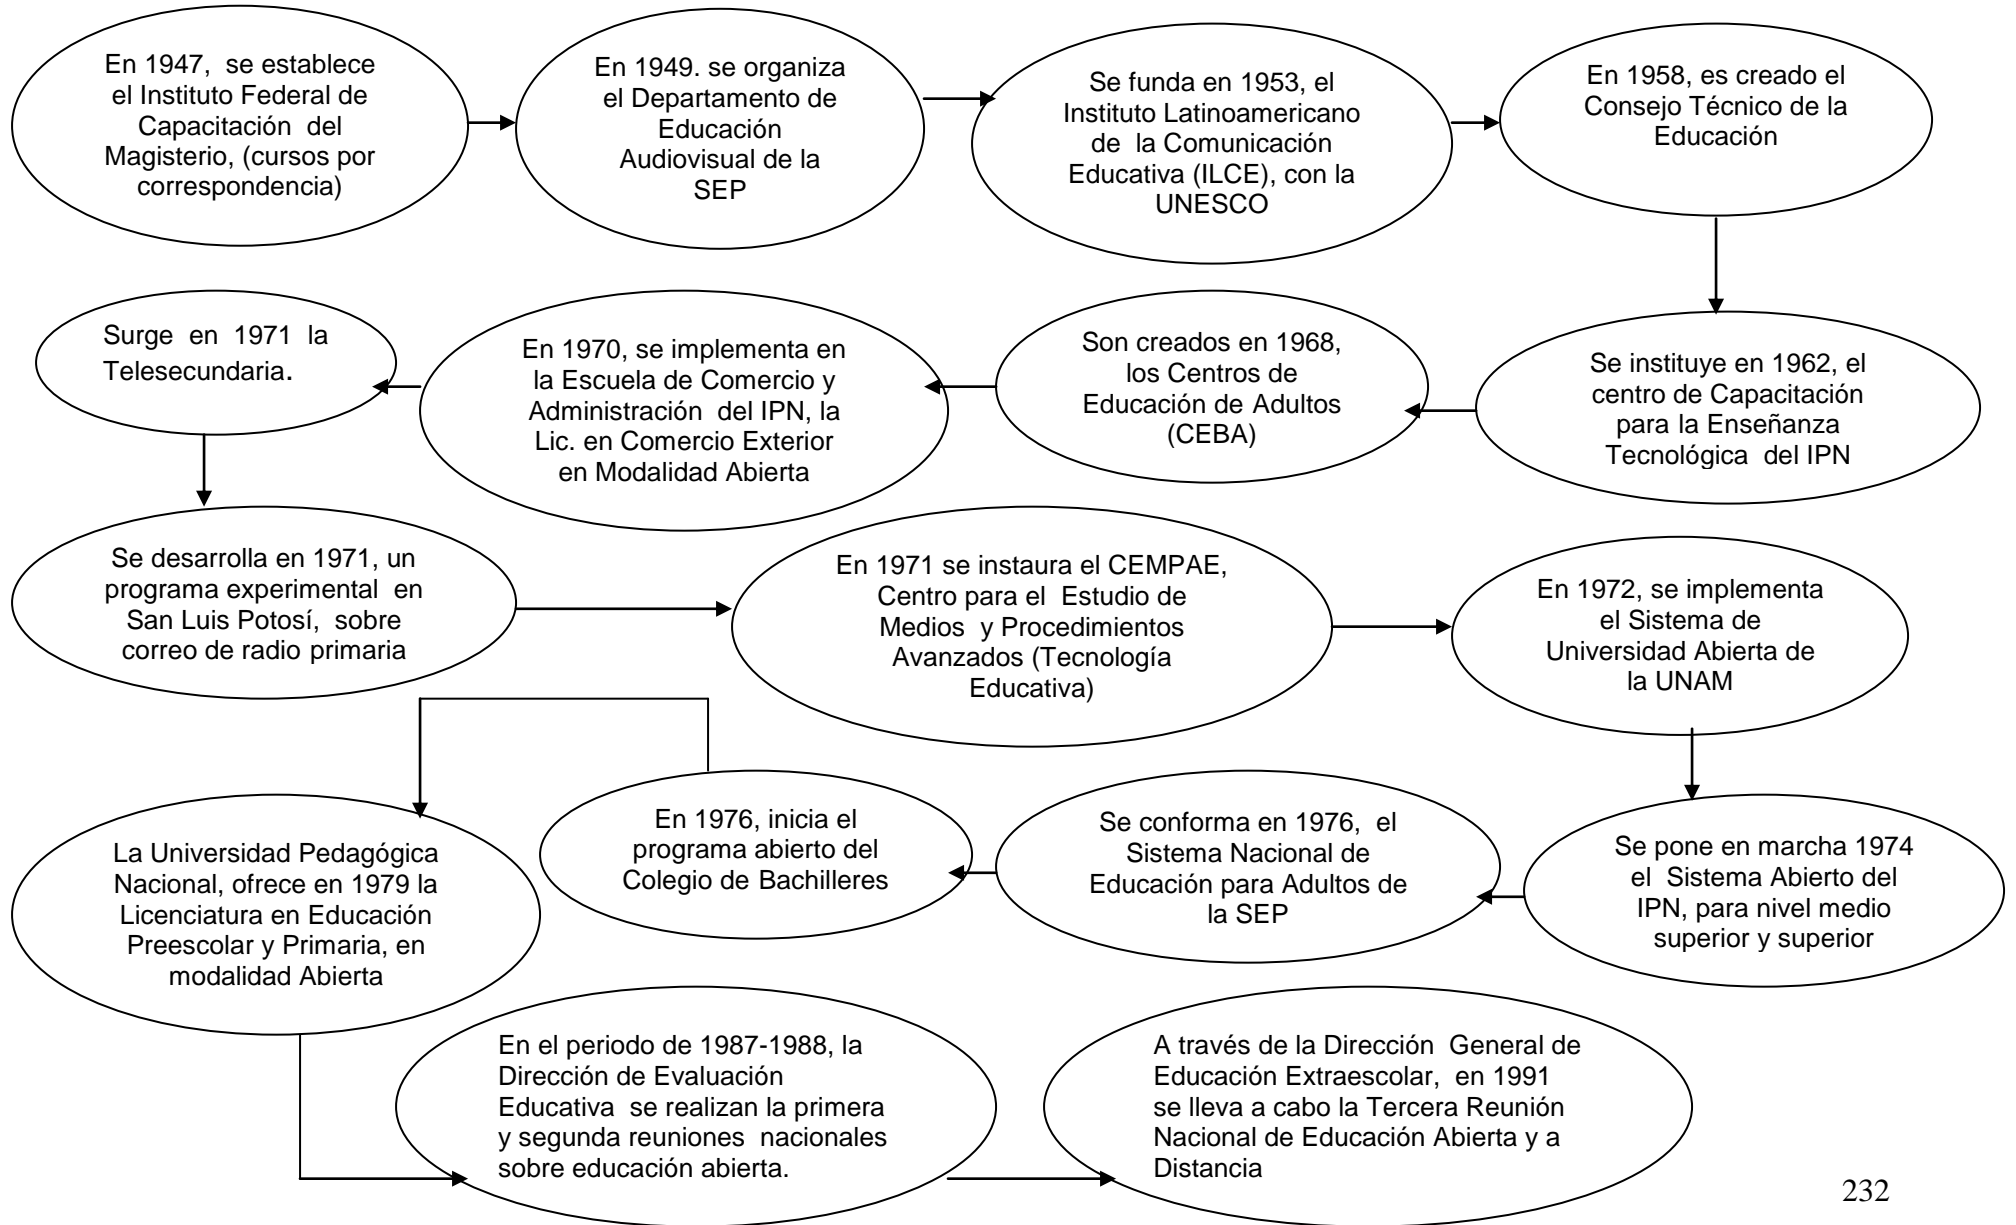 En 1947, se establece
el Instituto Federal de
Capacitación del
Magisterio, (cursos por
correspondencia)
En 1949. se organiza
el Departamento de
Educación
Audiovisual de la
SEP
Se funda en 1953, el
Instituto Latinoamericano
de la Comunicación
Educativa (ILCE), con la
UNESCO
En 1958, es creado el
Consejo Técnico de la
Educación
Se instituye en 1962, el
centro de Capacitación
para la Enseñanza
Tecnológica del IPN
Son creados en 1968,
los Centros de
Educación de Adultos
(CEBA)
En 1970, se implementa en
la Escuela de Comercio y
Administración del IPN, la
Lic. en Comercio Exterior
en Modalidad Abierta
Surge en 1971 la
Telesecundaria.
Se desarrolla en 1971, un
programa experimental en
San Luis Potosí, sobre
correo de radio primaria
En 1971 se instaura el CEMPAE,
Centro para el Estudio de
Medios y Procedimientos
Avanzados (Tecnología
Educativa)
En 1972, se implementa
el Sistema de
Universidad Abierta de
la UNAM
Se pone en marcha 1974
el Sistema Abierto del
IPN, para nivel medio
superior y superior
Se conforma en 1976, el
Sistema Nacional de
Educación para Adultos de
la SEP
En 1976, inicia el
programa abierto del
Colegio de Bachilleres
La Universidad Pedagógica
Nacional, ofrece en 1979 la
Licenciatura en Educación
Preescolar y Primaria, en
modalidad Abierta
En el periodo de 1987-1988, la
Dirección de Evaluación
Educativa se realizan la primera
y segunda reuniones nacionales
sobre educación abierta.
A través de la Dirección General de
Educación Extraescolar, en 1991
se lleva a cabo la Tercera Reunión
Nacional de Educación Abierta y a
Distancia
232